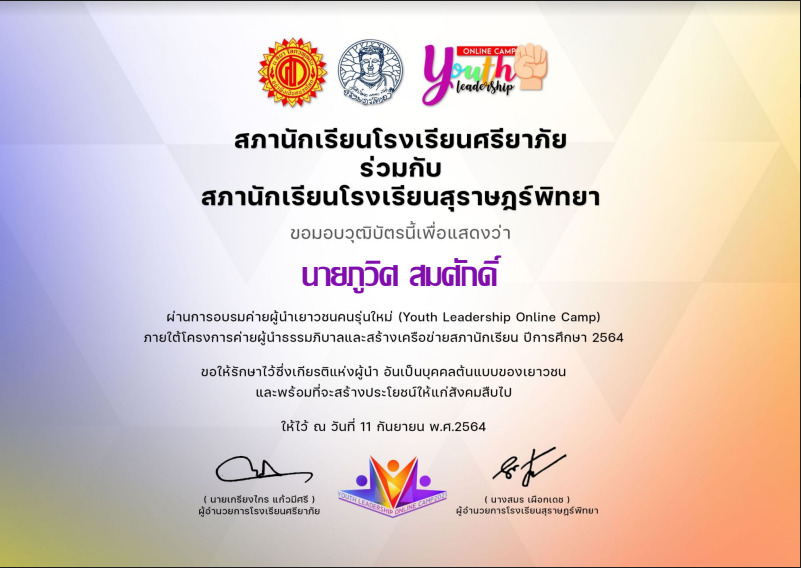 ONLINE CAMP
Youth
leadership
สภานักเรียนโรงเรียนศรียาภัย
ร่วมกับ
สภานักเรียนโรงเรียนสุราษฎร์พิทยา
ขอมอบวุฒิบัตรนี้เพื่อแสดงว่า
นายภูวิศ สมศักดิ์
ผ่านการอบรมค่ายผู้นำเยาวชนคนรุ่นใหม่ (Youth Leadership Online Camp)
ภายใต้โครงการค่ายผู้นำธรรมภิบาลและสร้างเครือข่ายสภานักเรียน ปีการศึกษา 2564
ขอให้รักษาไว้ซึ่งเกียรติแห่งผู้นำ อันเป็นบุคคลต้นแบบของเยาวชน
และพร้อมที่จะสร้างประโยชน์ให้แก่สังคมสืบไป
ให้ไว้ ณ วันที่ 11 กันยายน พ.ศ.2564
( นายเกรียงไกร แก้วมีศรี )
ผู้อำนวยการโรงเรียนศรียาภัย
YOUTH LEADERSHIP ONLINE CAMP2021
( นางสมร เผือกเดช )
ผู้อำนวยการโรงเรียนสุราษฎร์พิทยา